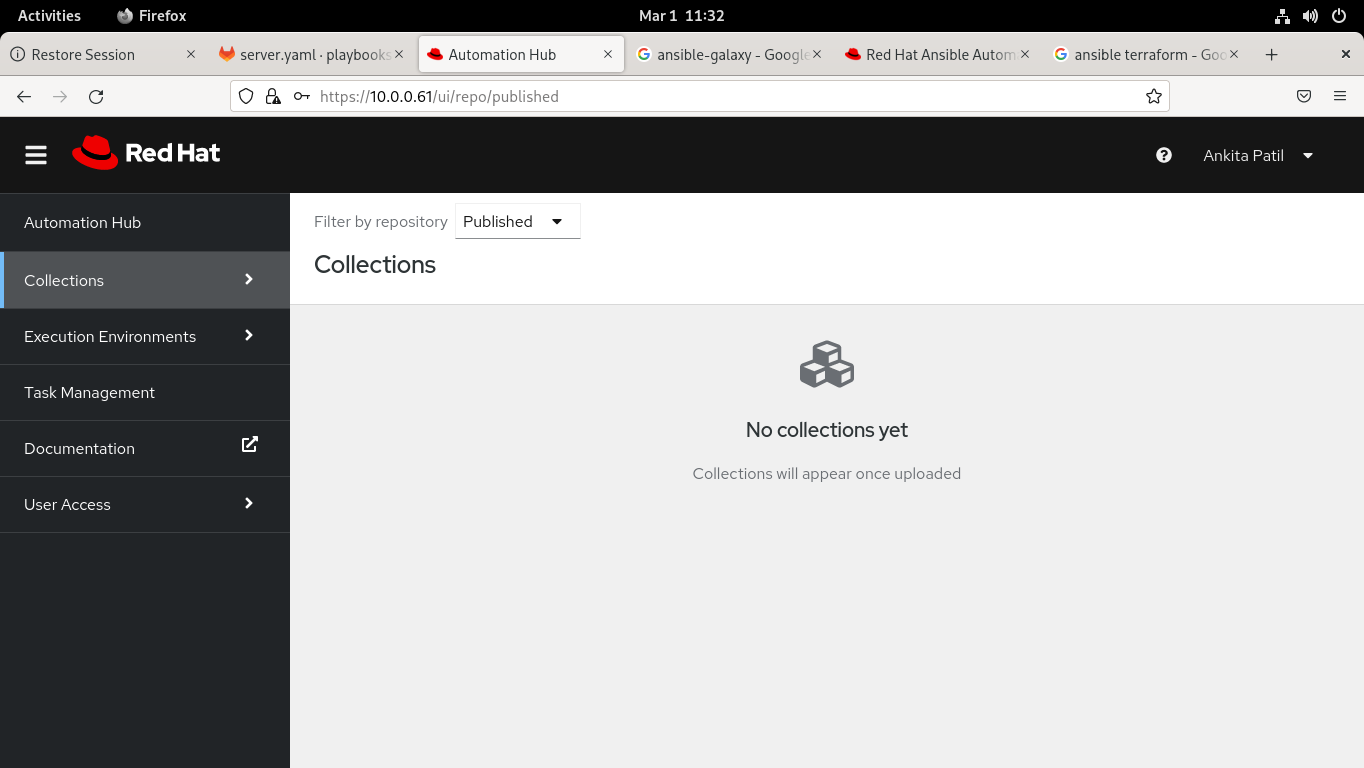 Activities Firefox Mar 1 11:32
Restore Session server.yaml · playbooks Automation Hub ansible-galaxy - Google Red Hat Ansible Autom ansible terraform - Goo
https://10.0.0.61/ui/repo/published
Red Hat Ankita Patil
Automation Hub
Collections
Execution Environments
Task Management
Documentation
User Access
Filter by repository Published
Collections
No collections yet
Collections will appear once uploaded